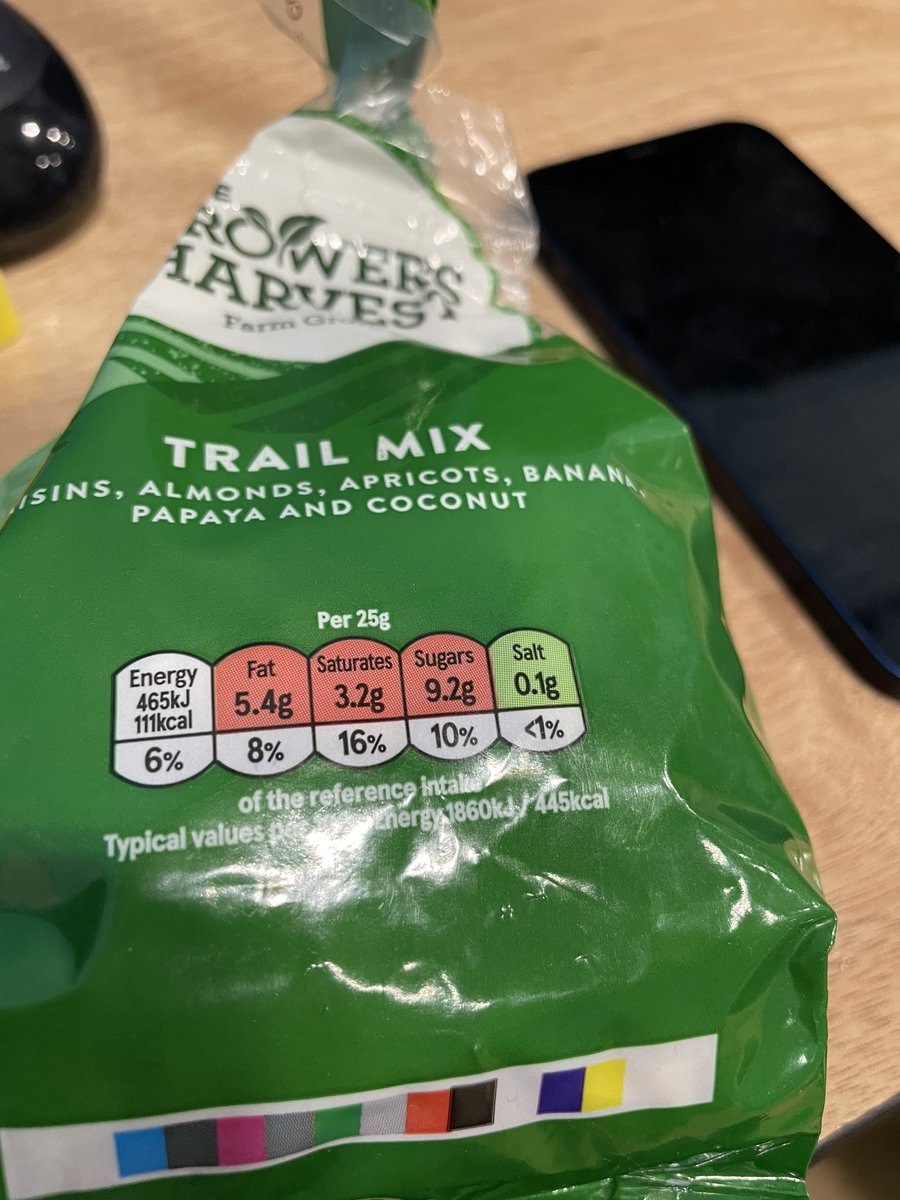 ROWERS
HARVEST
Farm
TRAIL MIX
ISINS, ALMONDS, APRICOTS, BANANA,
PAPAYA AND COCONUT
Per 25g
Energy 465kJ 111kcal 6%
Fat 5.4g 8%
Saturates 3.2g 16%
Sugars 9.2g 10%
Salt 0.1g <1%
of the reference intake
Typical values Energy 1860kJ / 445kcal